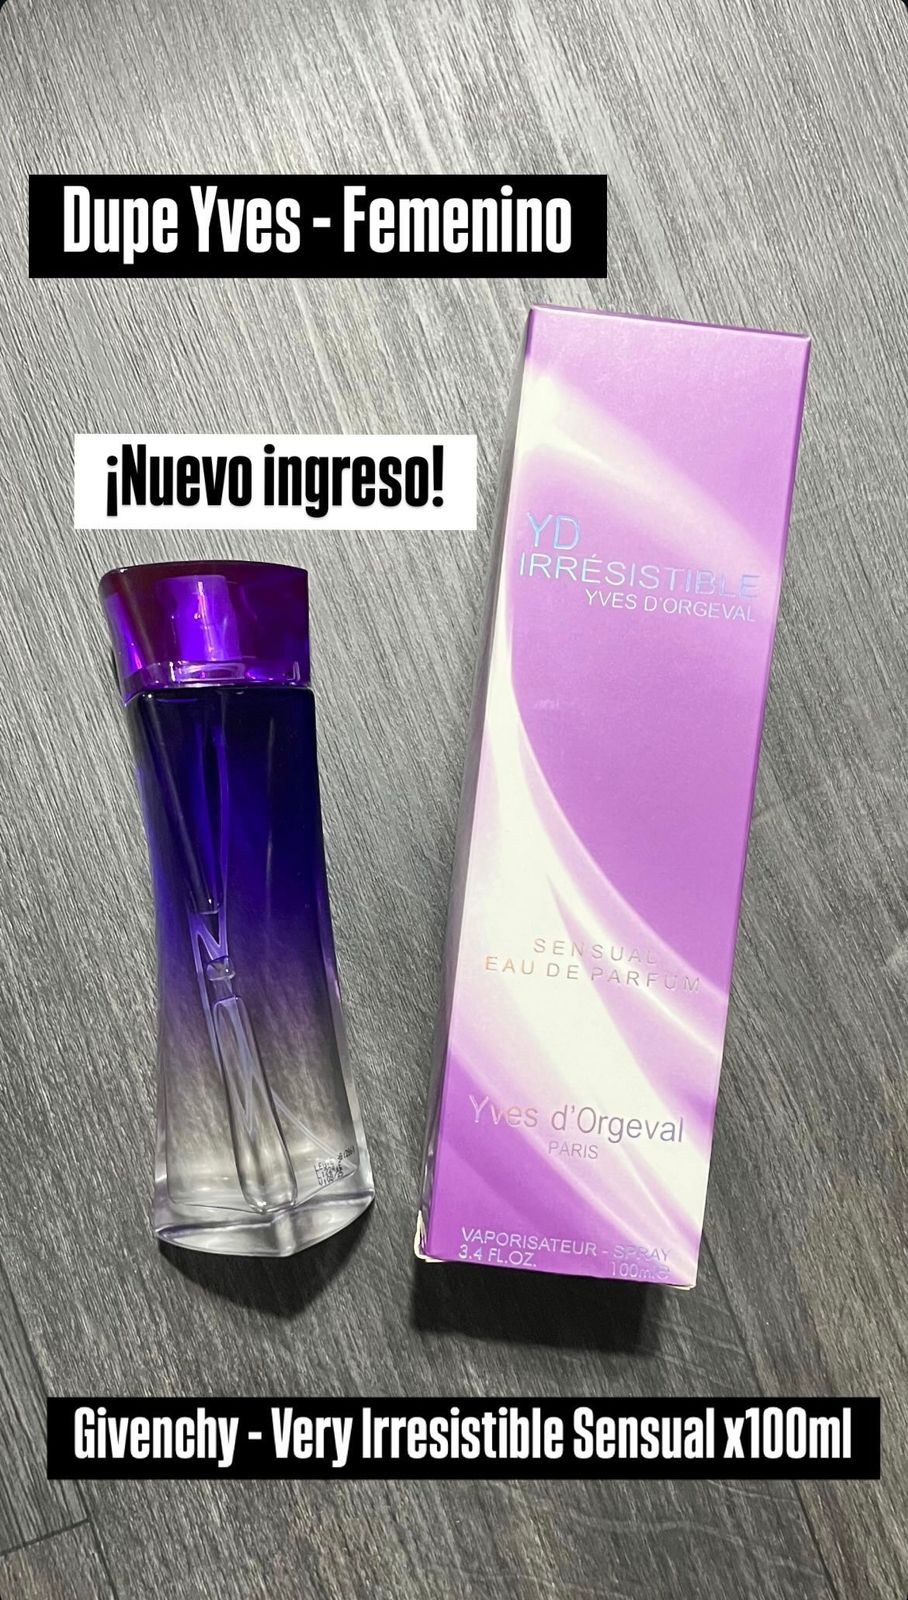 Dupe Yves - Femenino
¡Nuevo ingreso!
YD
IRRÉSISTIBLE
YVES D'ORGEVAL
SENSUAL
EAU DE PARFUM
Yves d'Orgeval
PARIS
VAPORISATEUR - SPRAY
3.4 FL.OZ. 100ml e
Givenchy - Very Irresistible Sensual x100ml